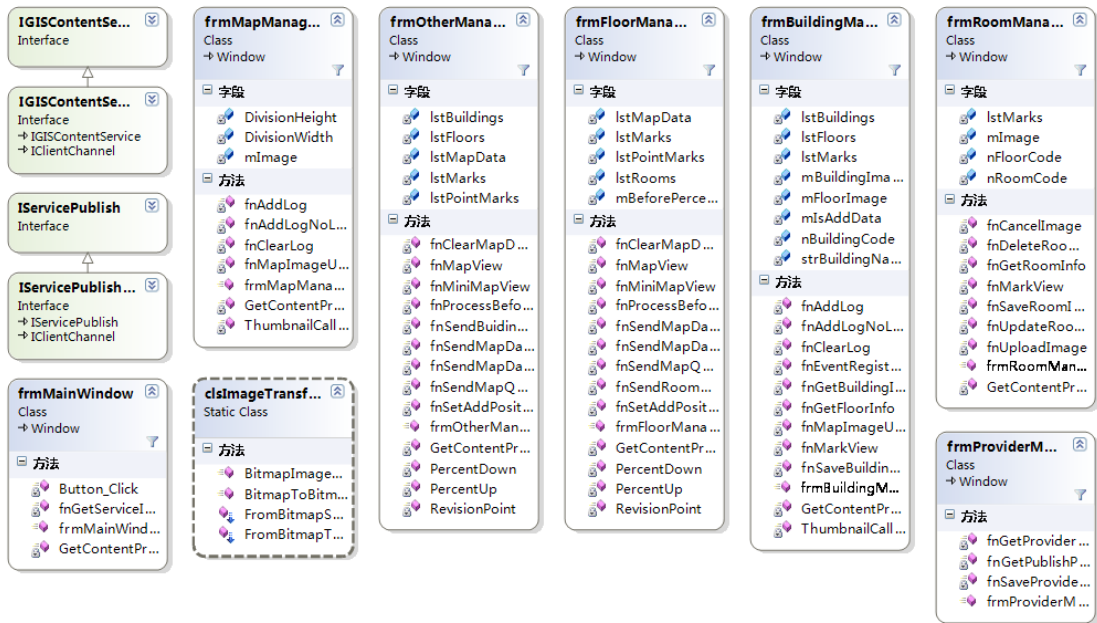 IGISContentSe...
Interface
IGISContentSe...
Interface
IGISContentService
IClientChannel
IServicePublish
Interface
IServicePublish...
Interface
IServicePublish
IClientChannel
frmMainWindow
Class
Window
方法
Button_Click
fnGetServiceI...
frmMainWind...
GetContentPr...
frmMapManag...
Class
Window
字段
DivisionHeight
DivisionWidth
mImage
方法
fnAddLog
fnAddLogNoL...
fnClearLog
fnMapImageU...
frmMapMana...
GetContentPr...
ThumbnailCall...
clsImageTransf...
Static Class
方法
BitmapImage...
BitmapToBitm...
FromBitmapS...
FromBitmapT...
frmOtherMana...
Class
Window
字段
lstBuildings
lstFloors
lstMapData
lstMarks
lstPointMarks
方法
fnClearMapD...
fnMapView
fnMiniMapView
fnProcessBefo...
fnSendBuidin...
fnSendMapDa...
fnSendMapDa...
fnSendMapQ...
fnSetAddPosit...
frmOtherMan...
GetContentPr...
PercentDown
PercentUp
RevisionPoint
frmFloorMana...
Class
Window
字段
lstMapData
lstMarks
lstPointMarks
lstRooms
mBeforePerce...
方法
fnClearMapD...
fnMapView
fnMiniMapView
fnProcessBefo...
fnSendMapDa...
fnSendMapDa...
fnSendMapQ...
fnSendRoom...
fnSetAddPosit...
frmFloorMana...
GetContentPr...
PercentDown
PercentUp
RevisionPoint
frmBuildingMa...
Class
Window
字段
lstBuildings
lstFloors
lstMarks
mBuildingIma...
mFloorImage
mIsAddData
nBuildingCode
strBuildingNa...
方法
fnAddLog
fnAddLogNoL...
fnClearLog
fnEventRegist...
fnGetBuildingI...
fnGetFloorInfo
fnMapImageU...
fnMarkView
fnSaveBuildin...
frmBuildingM...
GetContentPr...
ThumbnailCall...
frmRoomMana...
Class
Window
字段
lstMarks
mImage
nFloorCode
nRoomCode
方法
fnCancelImage
fnDeleteRoo...
fnGetRoomInfo
fnMarkView
fnSaveRoomI...
fnUpdateRoo...
fnUploadImage
frmRoomMan...
GetContentPr...
frmProviderM...
Class
Window
方法
fnGetProvider...
fnGetPublishP...
fnSaveProvide...
frmProviderM...